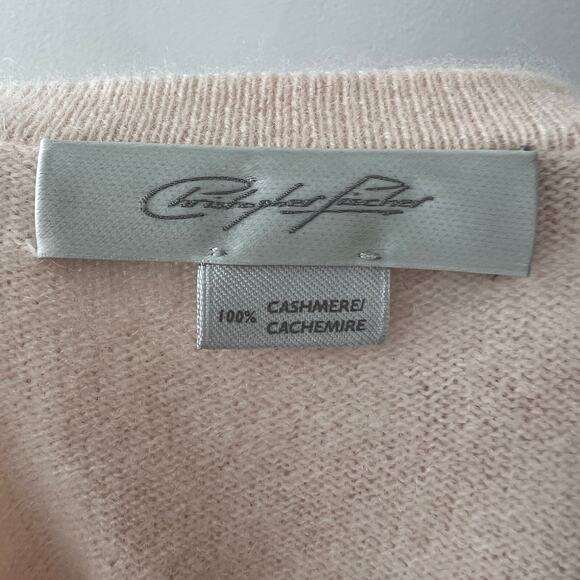 Christopher Fischer
100% CASHMERE/
CACHEMIRE